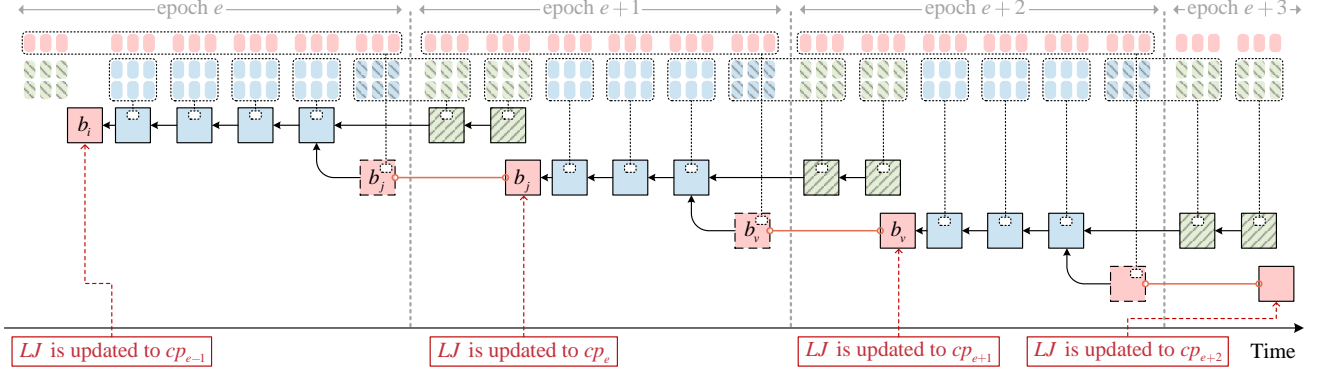 epoch e
epoch e + 1
epoch e + 2
epoch e + 3
b_i
b_j
b_j
b_v
b_v
LJ is updated to cp_{e−1}
LJ is updated to cp_e
LJ is updated to cp_{e+1}
LJ is updated to cp_{e+2}
Time